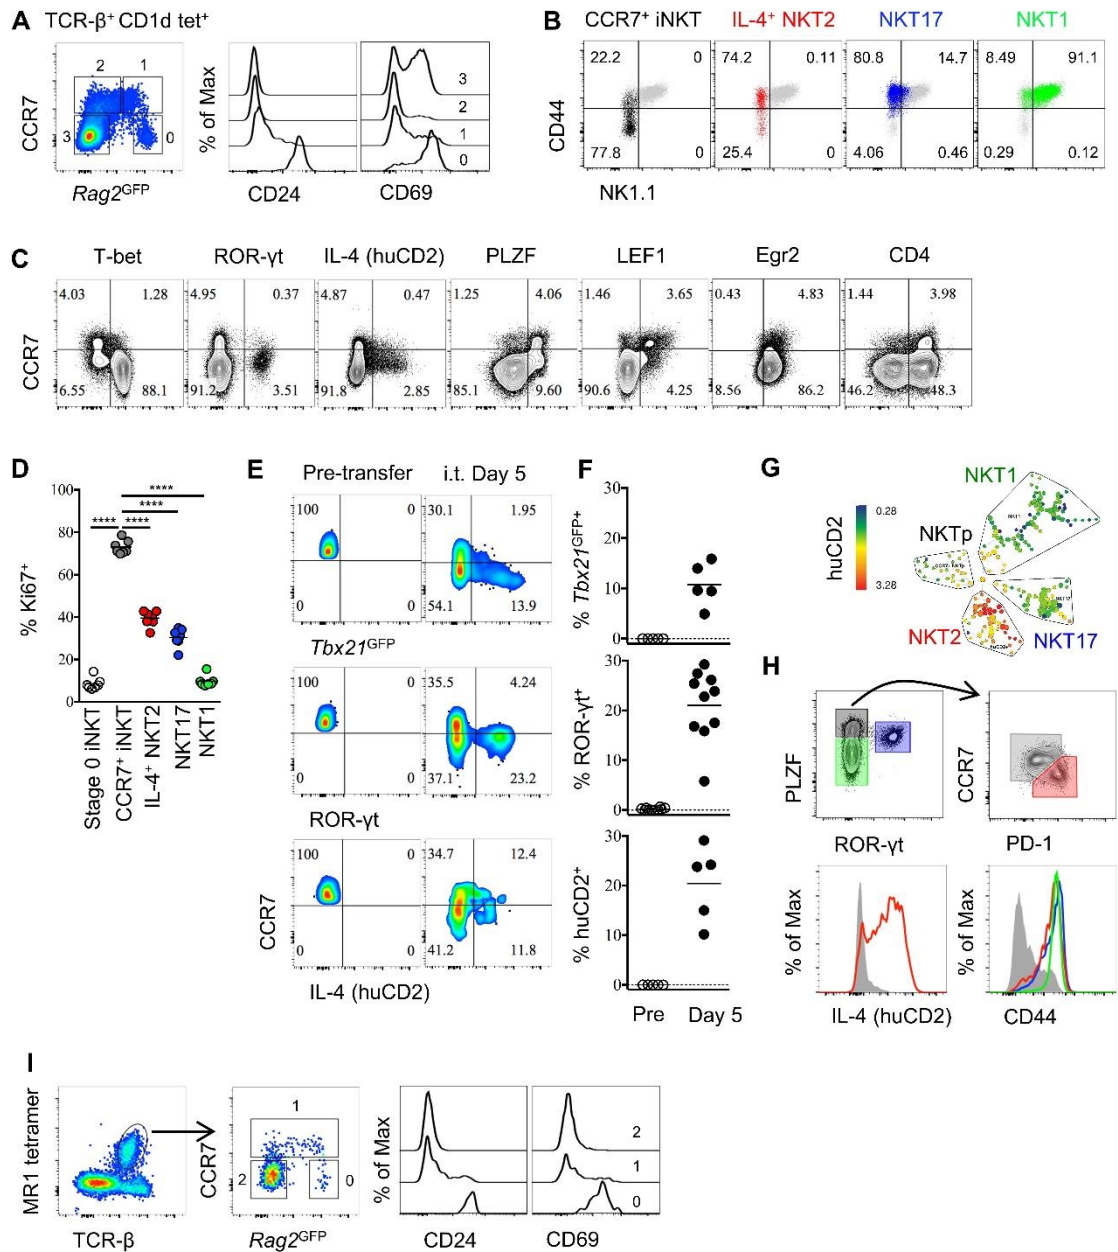 A
TCR-β⁺ CD1d tet⁺
CCR7
2
1
3
0
Rag2ᴳᶠᴾ
% of Max
CD24
3
2
1
0
CD69
B
CCR7⁺ iNKT
IL-4⁺ NKT2
NKT17
NKT1
CD44
22.2
0
77.8
0
74.2
0.11
25.4
0
80.8
14.7
4.06
0.46
8.49
91.1
0.29
0.12
NK1.1
C
T-bet
ROR-γt
IL-4 (huCD2)
PLZF
LEF1
Egr2
CD4
CCR7
4.03
1.28
6.55
88.1
4.95
0.37
91.2
3.51
4.87
0.47
91.8
2.85
1.25
4.06
85.1
9.60
1.46
3.65
90.6
4.25
0.43
4.83
8.56
86.2
1.44
3.98
46.2
48.3
D
% Ki67⁺
100
80
60
40
20
0
****
****
**** ****
Stage 0 iNKT
CCR7⁺ iNKT
IL-4⁺ NKT2
NKT17
NKT1
E
Pre-transfer
i.t. Day 5
100
0
0
0
30.1
1.95
54.1
13.9
Tbx21ᴳᶠᴾ
100
0
0
0
35.5
4.24
37.1
23.2
ROR-γt
100
0
0
0
34.7
12.4
41.2
11.8
CCR7
IL-4 (huCD2)
F
% Tbx21ᴳᶠᴾ⁺
30
20
10
0
% ROR-γt⁺
30
20
10
0
% huCD2⁺
30
20
10
0
Pre
Day 5
G
huCD2
0.28
3.28
NKT1
NKT1
NKTp
NKT17
huCD2+
NKT2
NKT17
H
PLZF
ROR-γt
CCR7
PD-1
% of Max
IL-4 (huCD2)
% of Max
CD44
I
MR1 tetramer
TCR-β
CCR7
1
2
0
Rag2ᴳᶠᴾ
% of Max
CD24
2
1
0
CD69